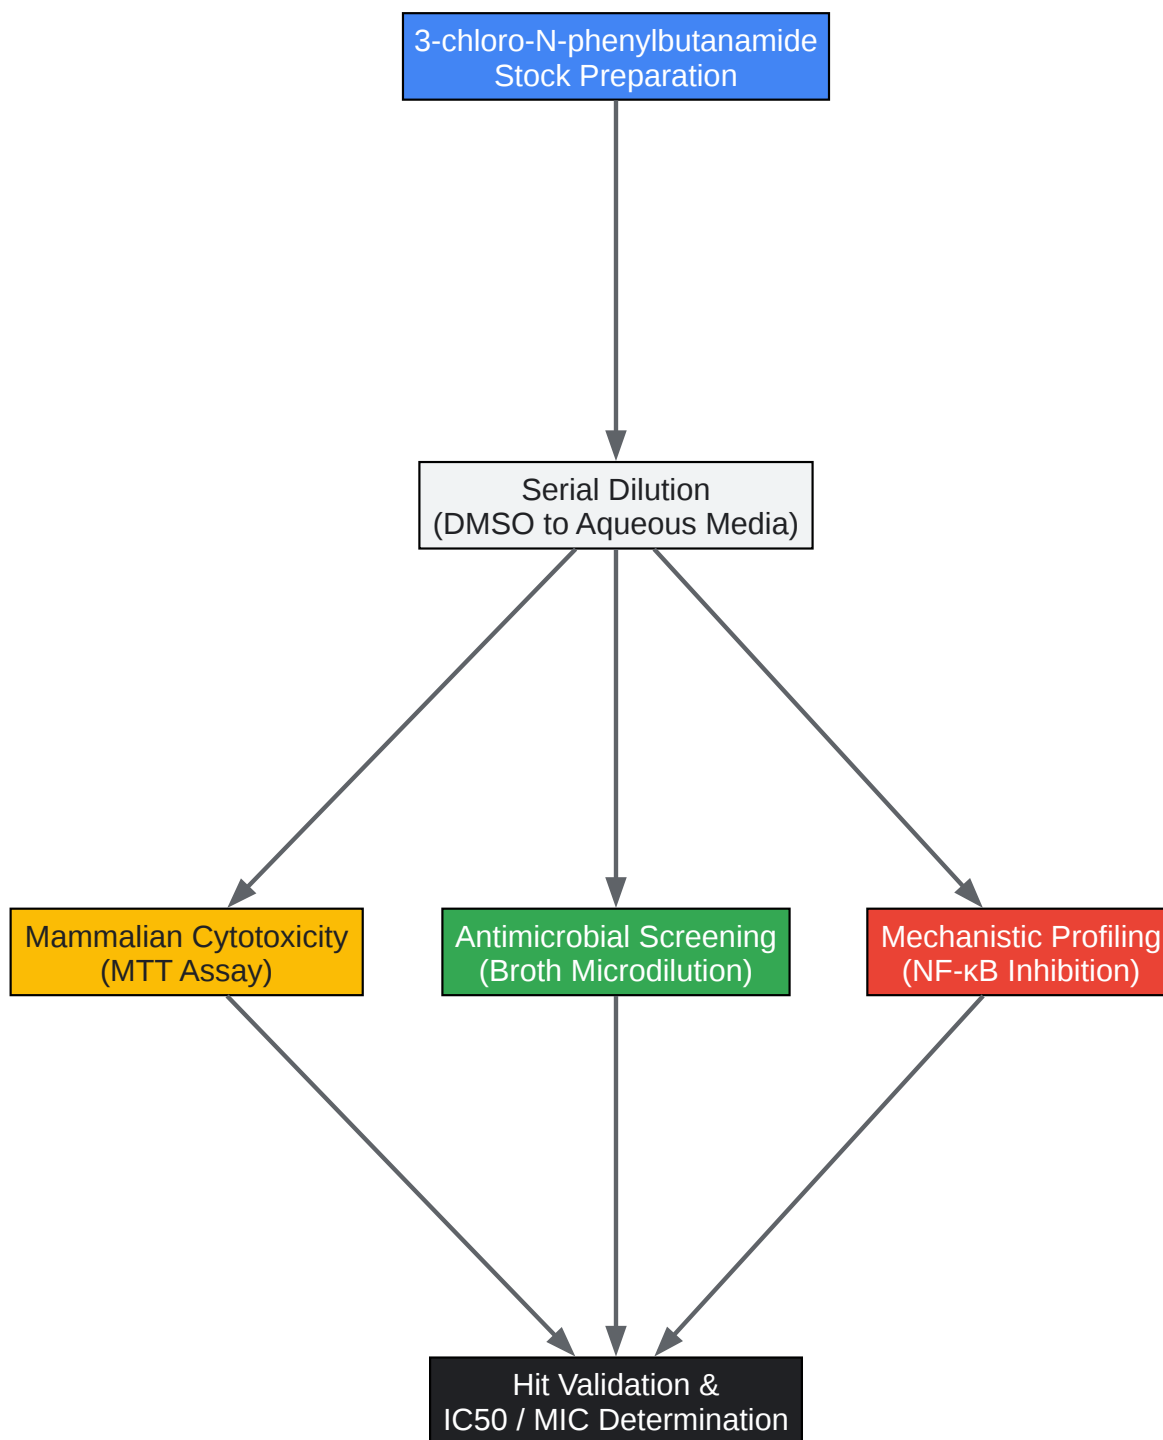 3-chloro-N-phenylbutanamide
Stock Preparation
Serial Dilution
(DMSO to Aqueous Media)
Mammalian Cytotoxicity
(MTT Assay)
Antimicrobial Screening
(Broth Microdilution)
Mechanistic Profiling
(NF-κB Inhibition)
Hit Validation &
IC50 / MIC Determination